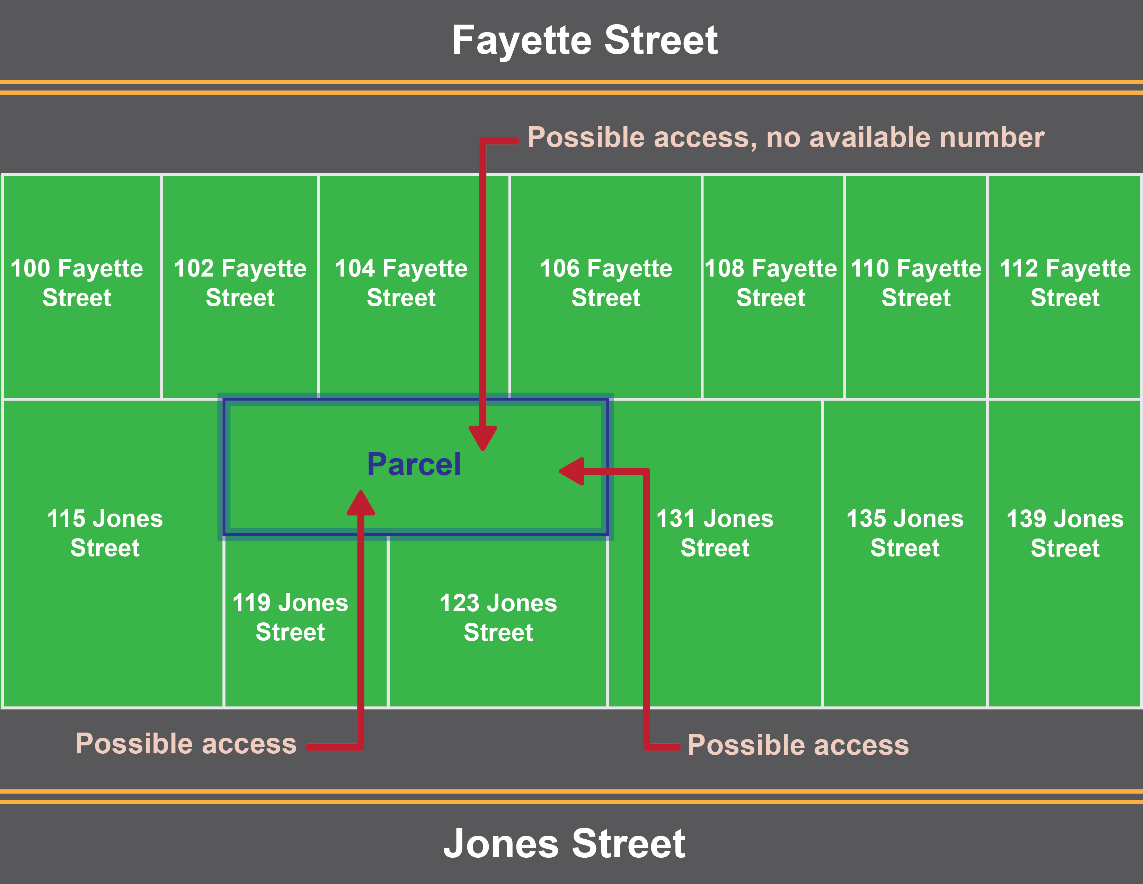 Fayette Street
Possible access, no available number
100 Fayette
Street
102 Fayette
Street
104 Fayette
Street
106 Fayette
Street
108 Fayette
Street
110 Fayette
Street
112 Fayette
Street
Parcel
115 Jones
Street
131 Jones
Street
135 Jones
Street
139 Jones
Street
119 Jones
Street
123 Jones
Street
Possible access
Possible access
Jones Street